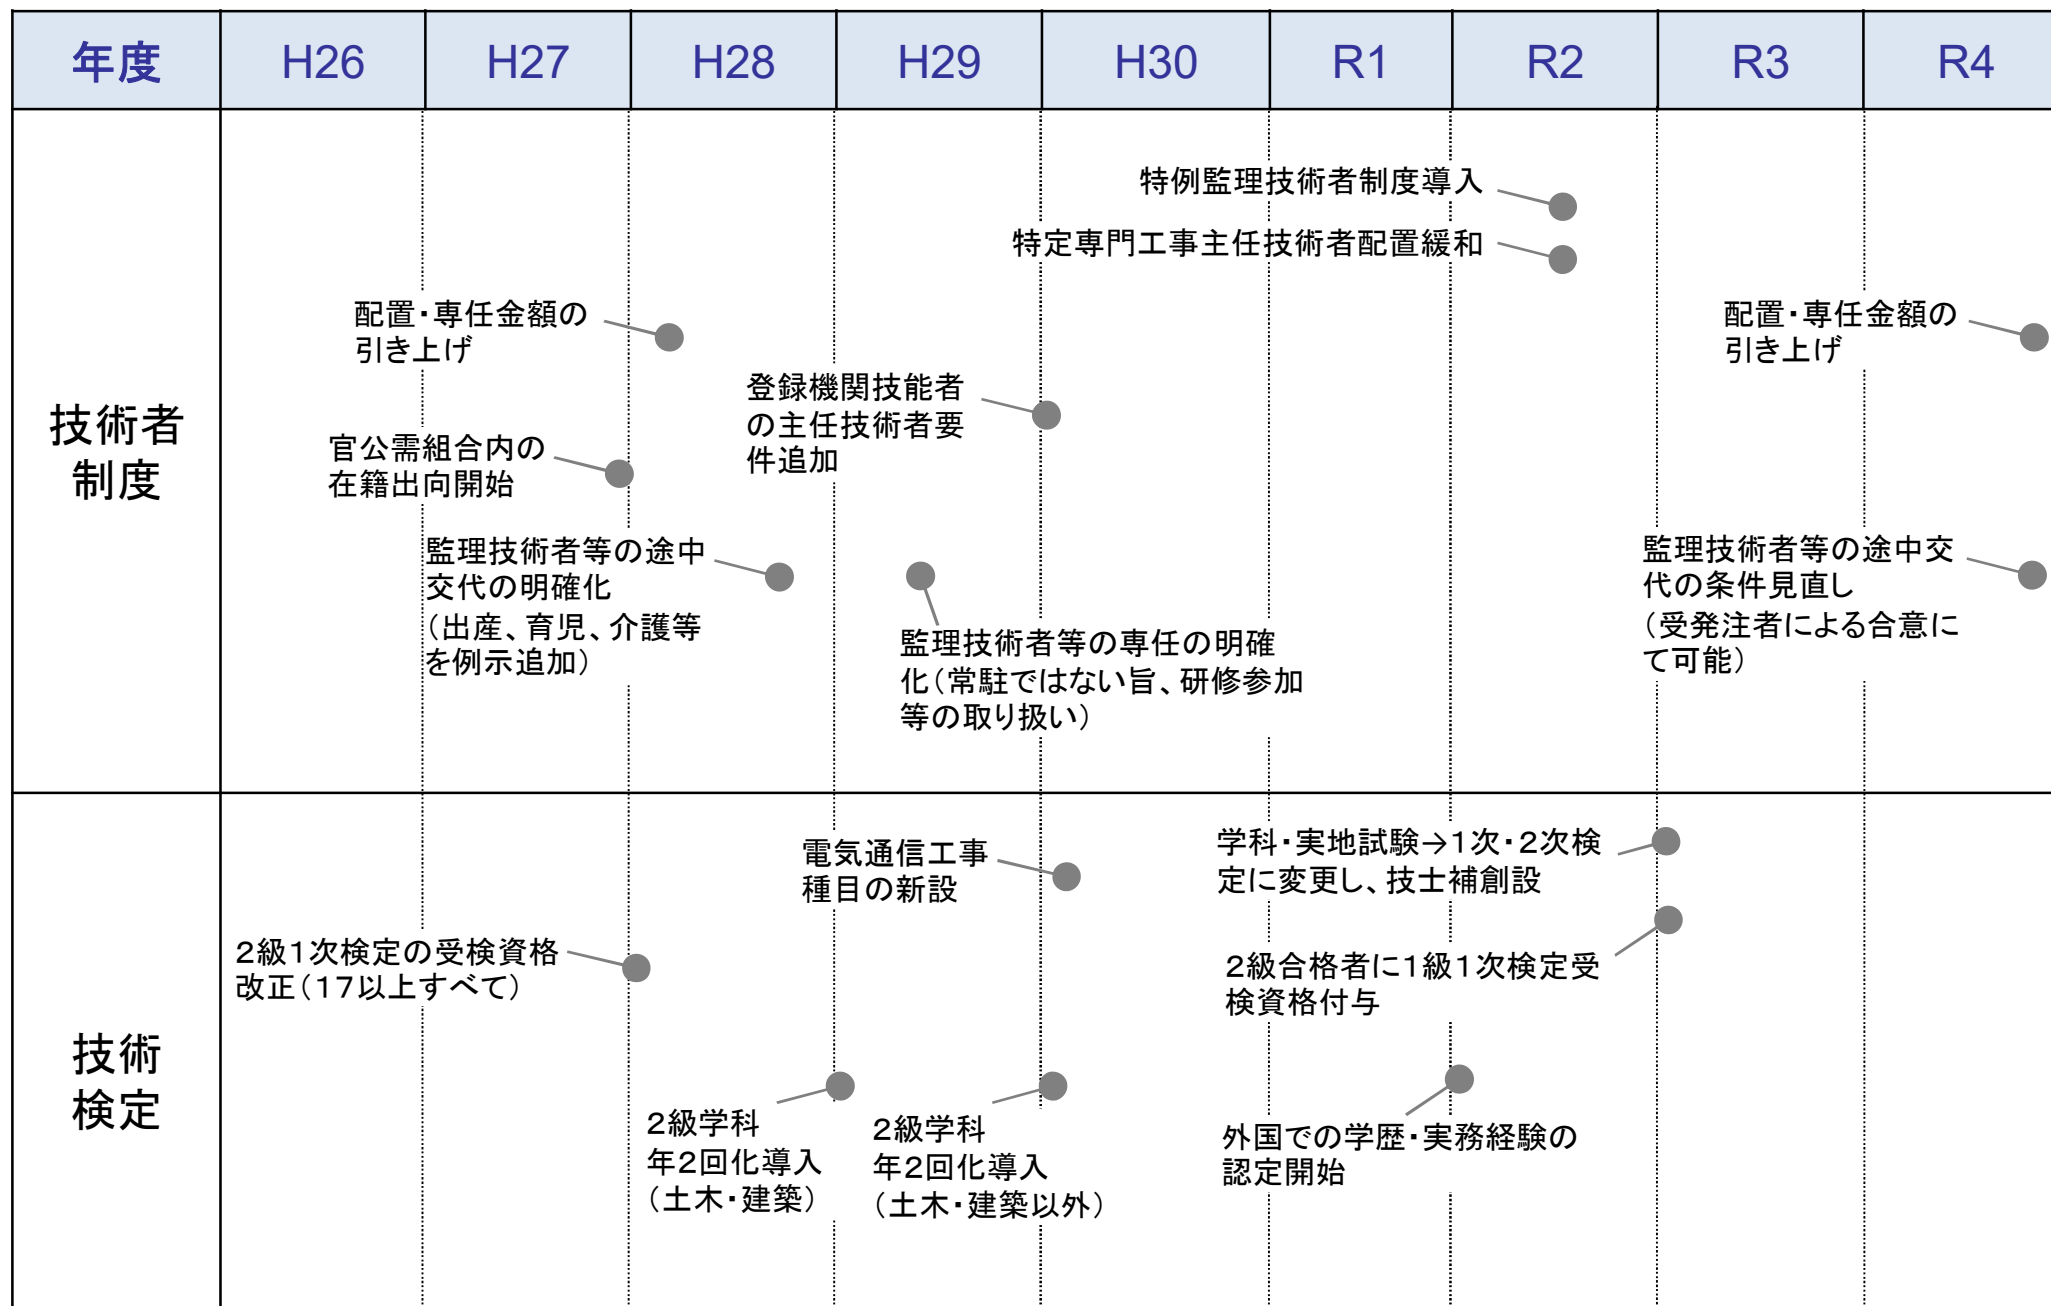 年度 H26 H27 H28 H29 H30 R1 R2 R3 R4
技術者
制度
特例監理技術者制度導入
特定専門工事主任技術者配置緩和
配置・専任金額の
引き上げ
配置・専任金額の
引き上げ
登録機関技能者
の主任技術者要
件追加
官公需組合内の
在籍出向開始
監理技術者等の途中
交代の明確化
（出産、育児、介護等
を例示追加）
監理技術者等の専任の明確
化（常駐ではない旨、研修参加
等の取り扱い）
監理技術者等の途中交
代の条件見直し
（受発注者による合意に
て可能）
技術
検定
電気通信工事
種目の新設
学科・実地試験→１次・２次検
定に変更し、技士補創設
２級１次検定の受検資格
改正（１７以上すべて）
２級合格者に１級１次検定受
検資格付与
２級学科
年２回化導入
（土木・建築）
２級学科
年２回化導入
（土木・建築以外）
外国での学歴・実務経験の
認定開始